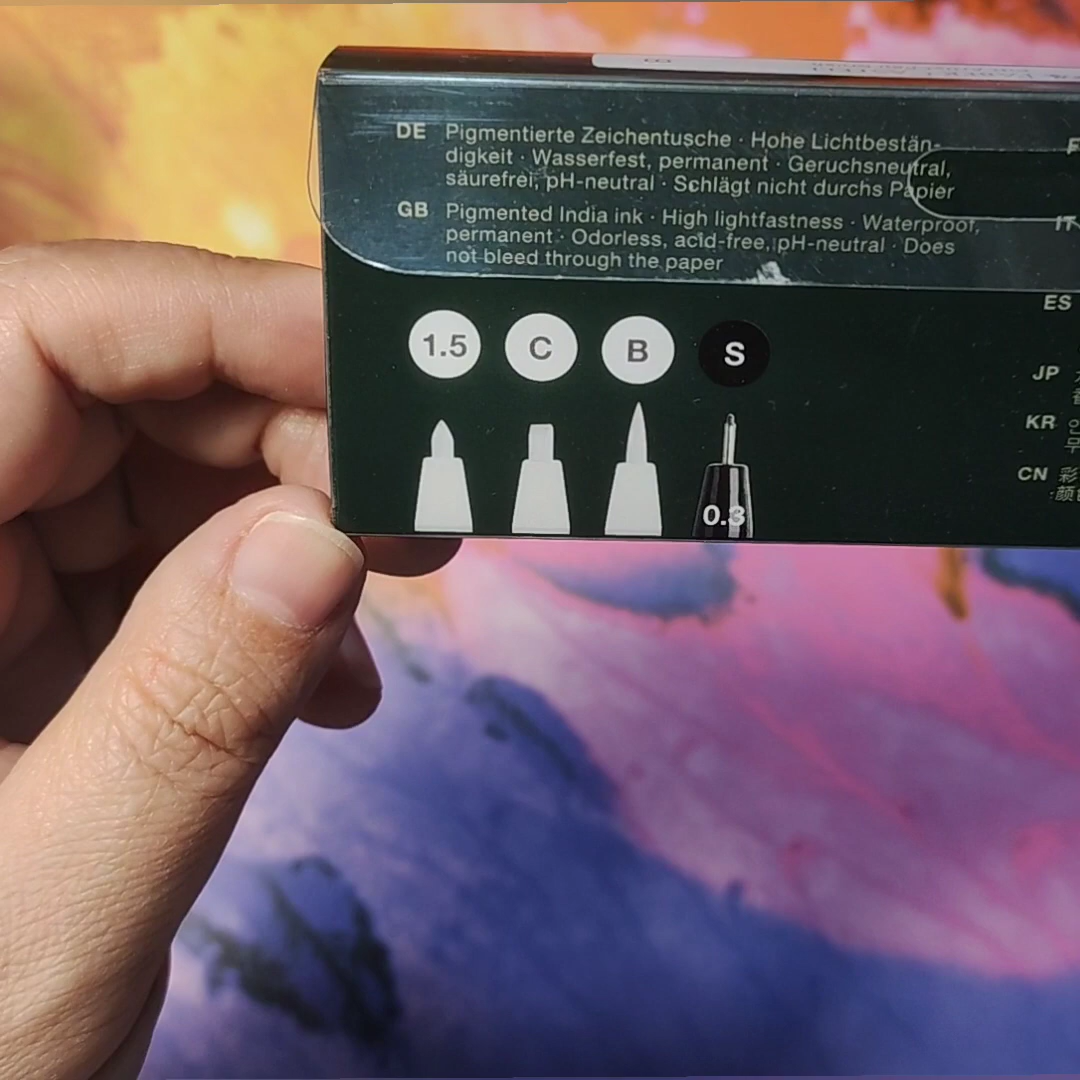 DE Pigmentierte Zeichentusche · Hohe Lichtbestän-
digkeit · Wasserfest, permanent · Geruchsneutral,
säurefrei, pH-neutral · Schlägt nicht durchs Papier
GB Pigmented India ink · High lightfastness · Waterproof,
permanent · Odorless, acid-free, pH-neutral · Does
not bleed through the paper
1.5 C B S
0.3
IT
ES
JP
KR
CN 彩